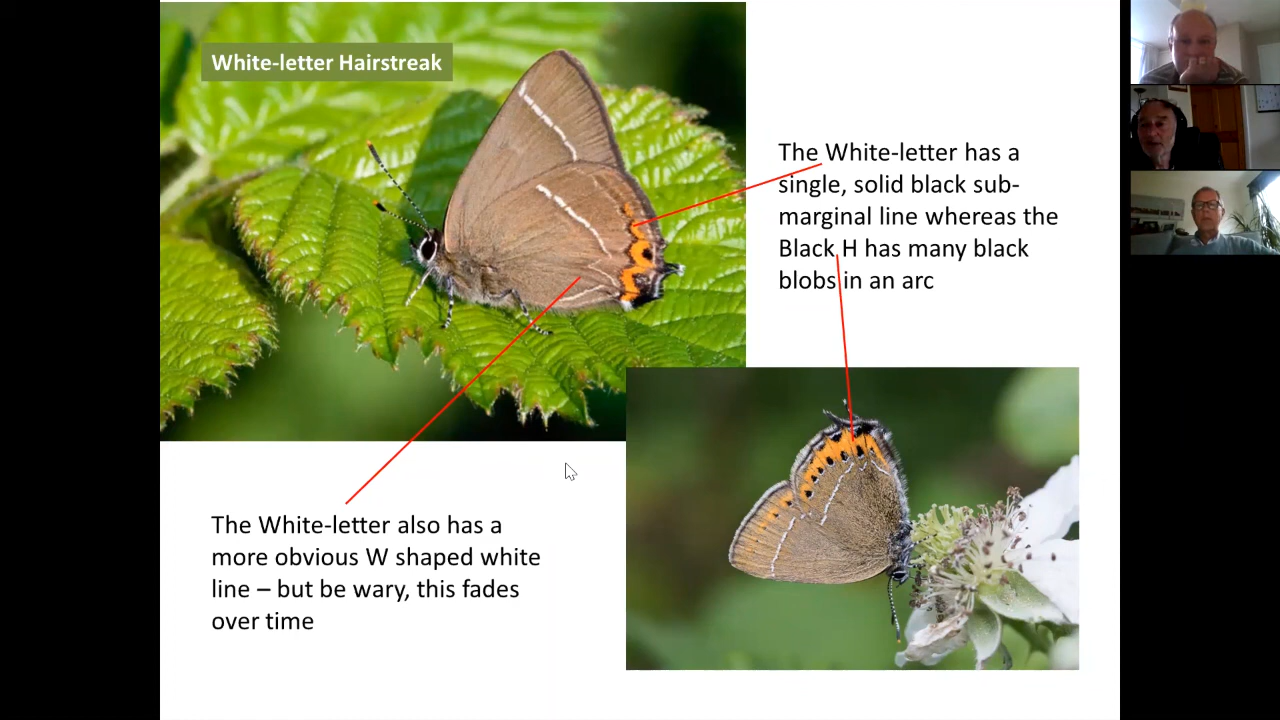 White-letter Hairstreak
The White-letter has a
single, solid black sub-
marginal line whereas the
Black H has many black
blobs in an arc
The White-letter also has a
more obvious W shaped white
line – but be wary, this fades
over time